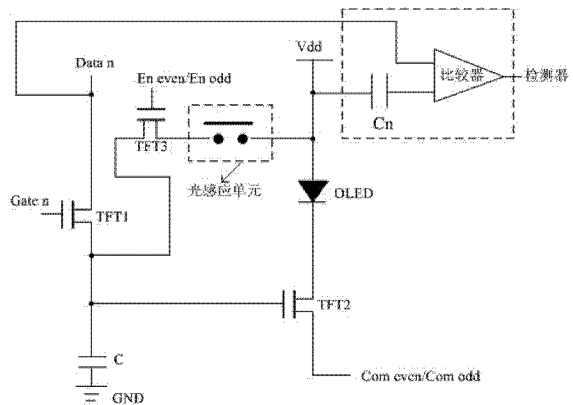 Data n
En even/En odd
Vdd
比较器
检测器
Cn
TFT3
光感应单元
OLED
Gate n
TFT1
TFT2
C
GND
Com even/Com odd